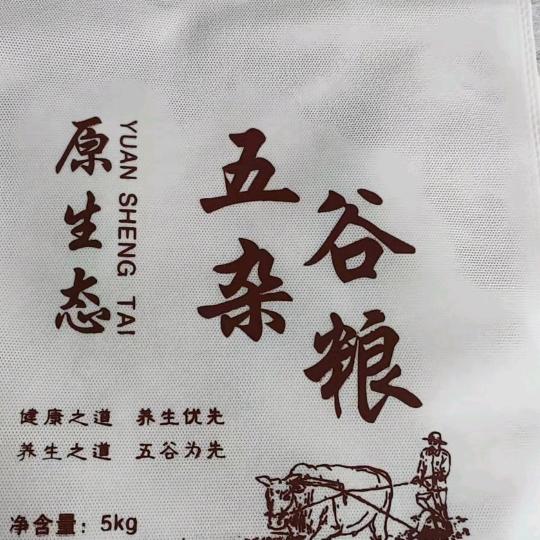 原生态
YUAN SHENG TAI
五谷
杂粮
健康之道 养生优先
养生之道 五谷为先
净含量：5kg